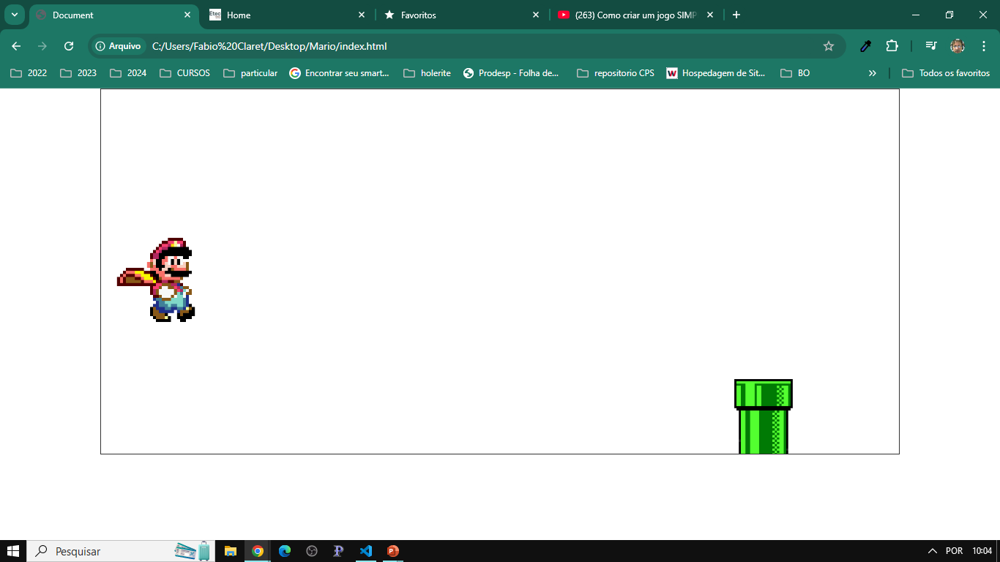 Document
Etec
Home
Favoritos
(263) Como criar um jogo SIMP
Arquivo
C:/Users/Fabio%20Claret/Desktop/Mario/index.html
2022
2023
2024
CURSOS
particular
Encontrar seu smart...
holerite
Prodesp - Folha de...
repositorio CPS
Hospedagem de Sit...
BO
Todos os favoritos
Pesquisar
POR
10:04